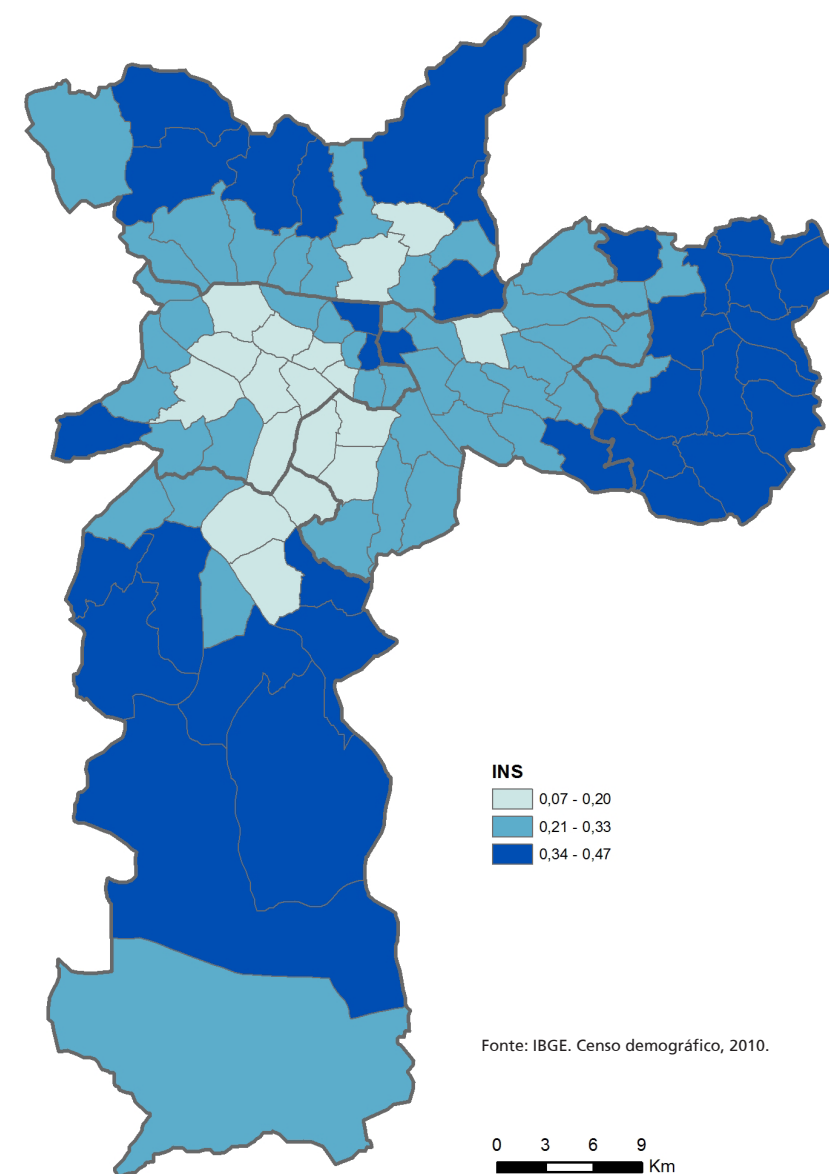 INS
0,07 - 0,20
0,21 - 0,33
0,34 - 0,47
Fonte: IBGE. Censo demográfico, 2010.
0 3 6 9
Km